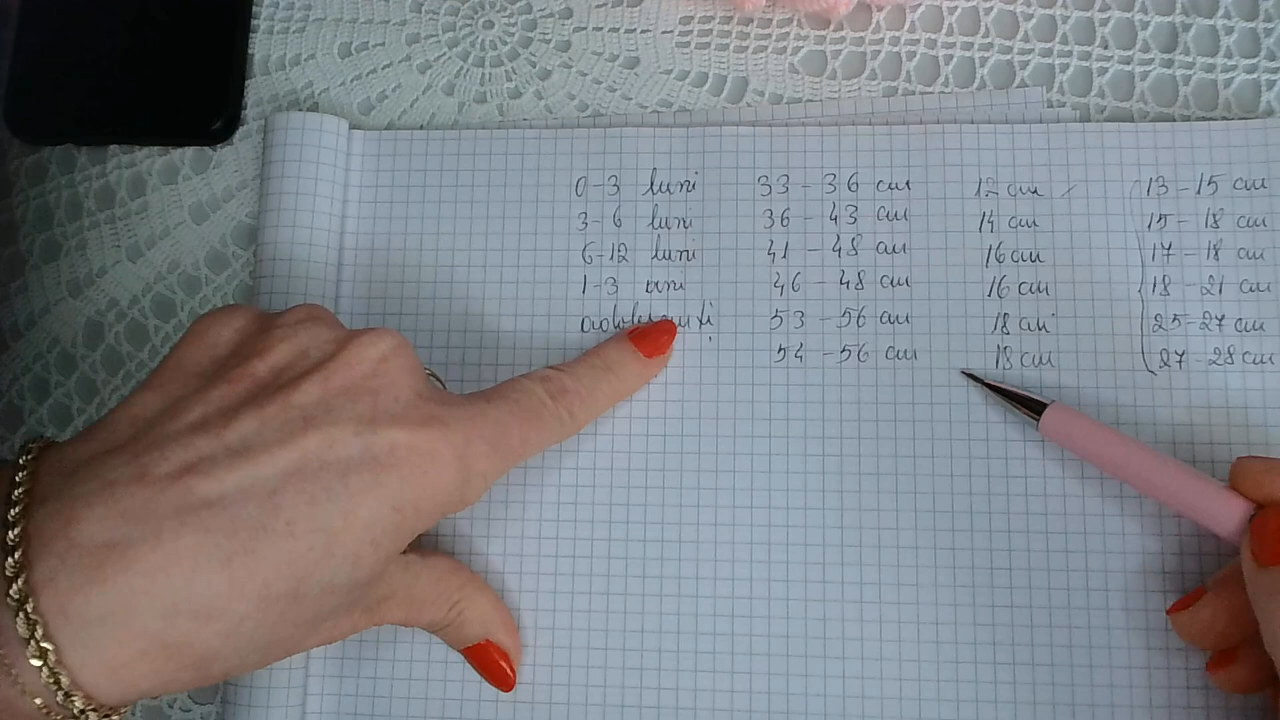 0-3 luni 33 - 36 cm 12 cm 13 - 15 cm
3-6 luni 36 - 43 cm 14 cm 15 - 18 cm
6-12 luni 41 - 48 cm 16 cm 17 - 18 cm
1-3 ani 46 - 48 cm 16 cm 18 - 21 cm
53 - 56 cm 18 cm 25-27 cm
54 - 56 cm 18 cm 27 - 28 cm